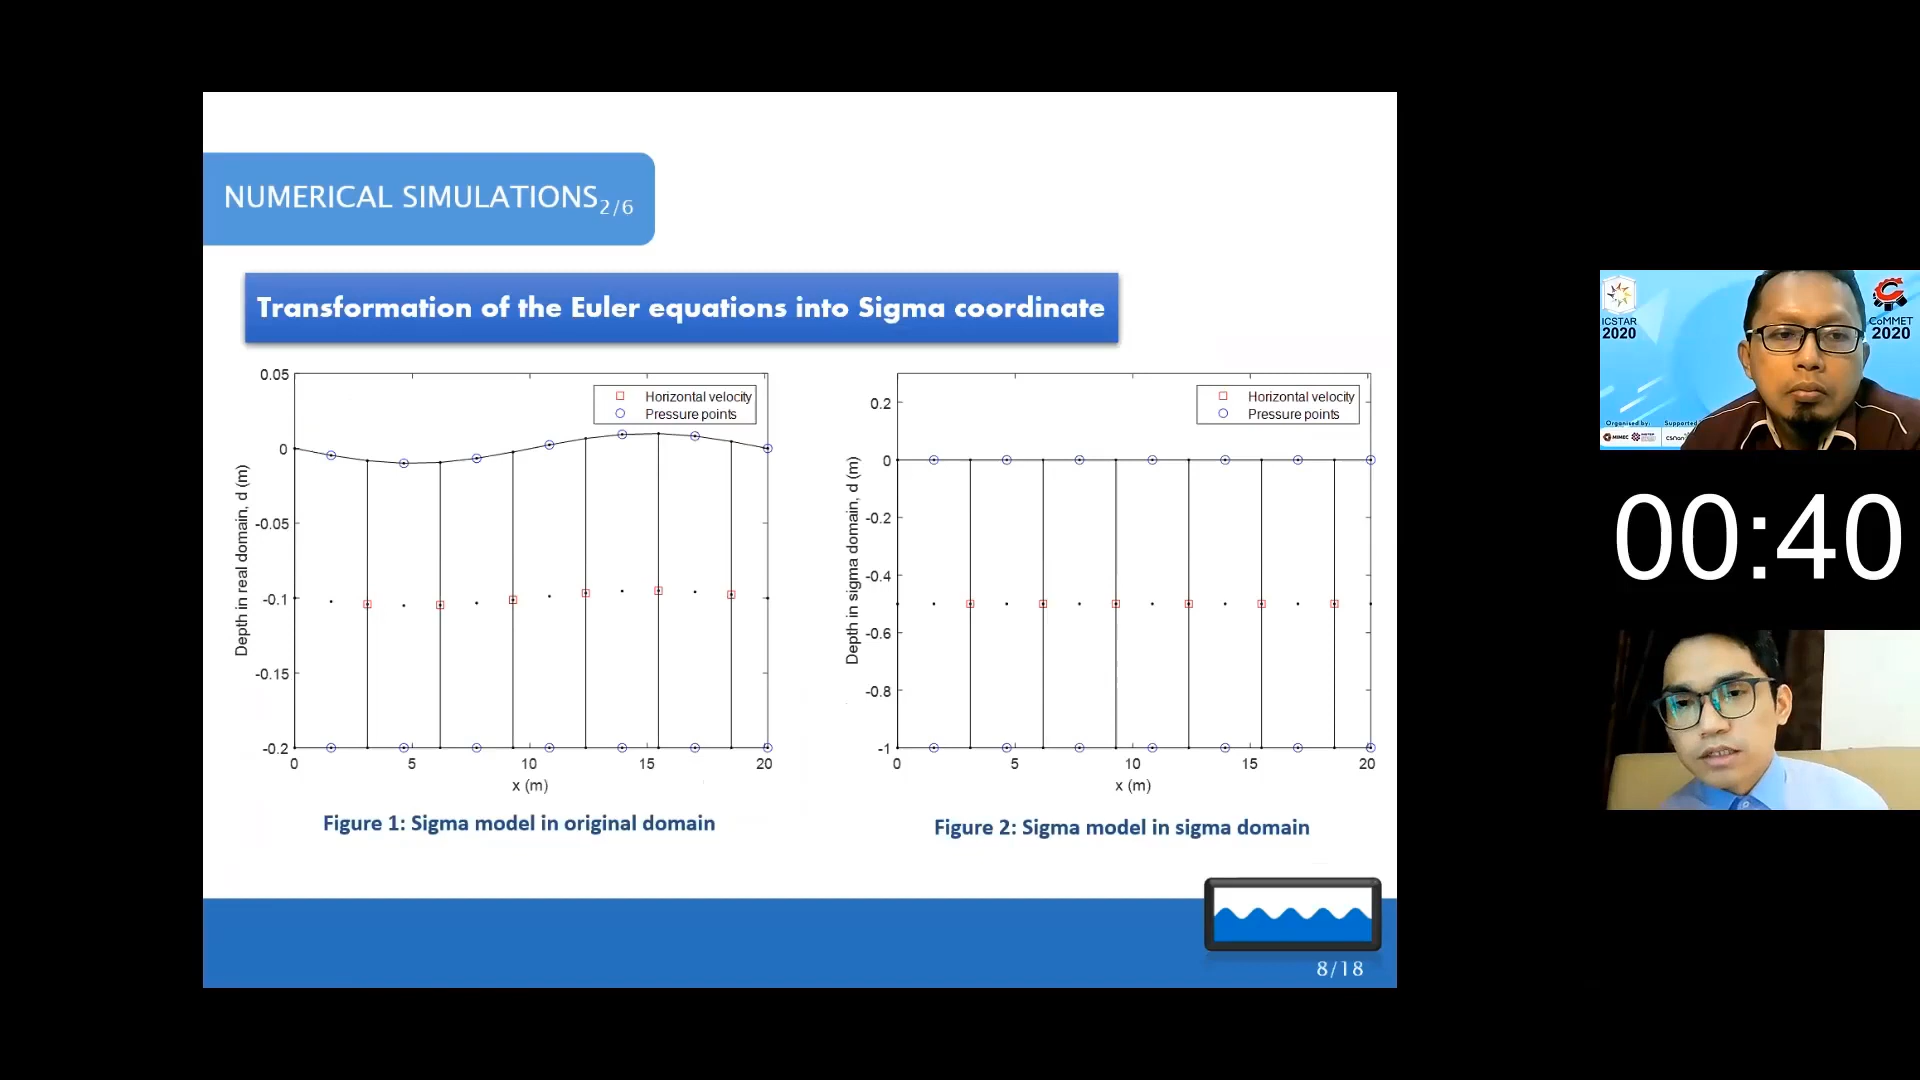 NUMERICAL SIMULATIONS2/6
Transformation of the Euler equations into Sigma coordinate
0.05
0
-0.05
-0.1
-0.15
-0.2
Depth in real domain, d (m)
Horizontal velocity
Pressure points
0 5 10 15 20
x (m)
Figure 1: Sigma model in original domain
0.2
0
-0.2
-0.4
-0.6
-0.8
-1
Depth in sigma domain, d (m)
Horizontal velocity
Pressure points
0 5 10 15 20
x (m)
Figure 2: Sigma model in sigma domain
8/18
ICSTAR
2020
CoMMET
2020
Organised by:
Supported
MIMEC
00:40